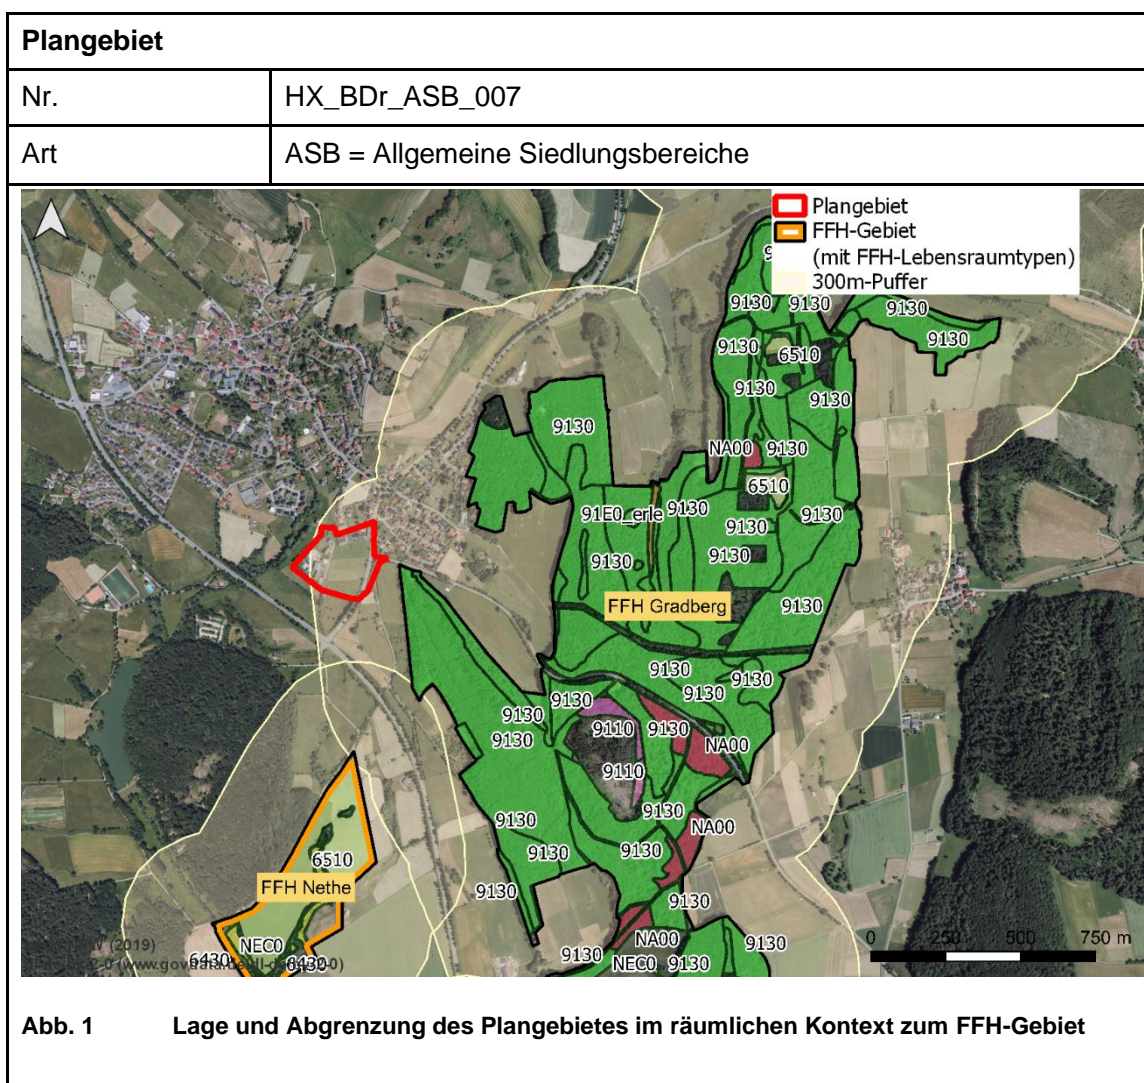 Plangebiet
Nr. HX_BDr_ASB_007
Art ASB = Allgemeine Siedlungsbereiche
Plangebiet
FFH-Gebiet
(mit FFH-Lebensraumtypen)
300m-Puffer
9130 9130 9130
9130 6510 9130
9130 9130
9130
NA00 9130
6510
91E0_erle 9130 9130
9130
9130 9130
FFH Gradberg 9130
9130
9130
9130 9130
9130 9110 9130
9130 NA00
9110
9130
9130 NA00
6510 9130 9130
FFH Nethe 9130
9130
NA00 9130
NEC0
9130 NEC0 9130
6430 6430
(2019)
0 250 500 750 m
Abb. 1 Lage und Abgrenzung des Plangebietes im räumlichen Kontext zum FFH-Gebiet